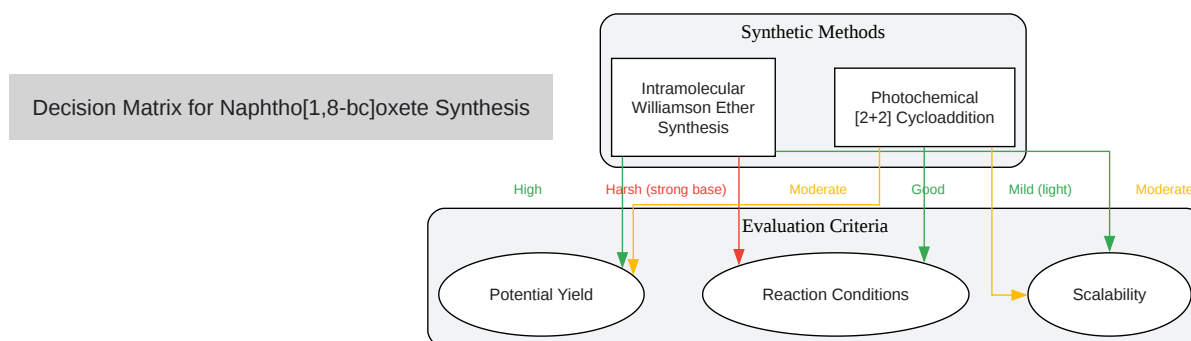 Synthetic Methods
Decision Matrix for Naphtho[1,8-bc]oxete Synthesis
Intramolecular
Williamson Ether
Synthesis
Photochemical
[2+2] Cycloaddition
High
Harsh (strong base)
Moderate
Good
Mild (light)
Moderate
Evaluation Criteria
Potential Yield
Reaction Conditions
Scalability